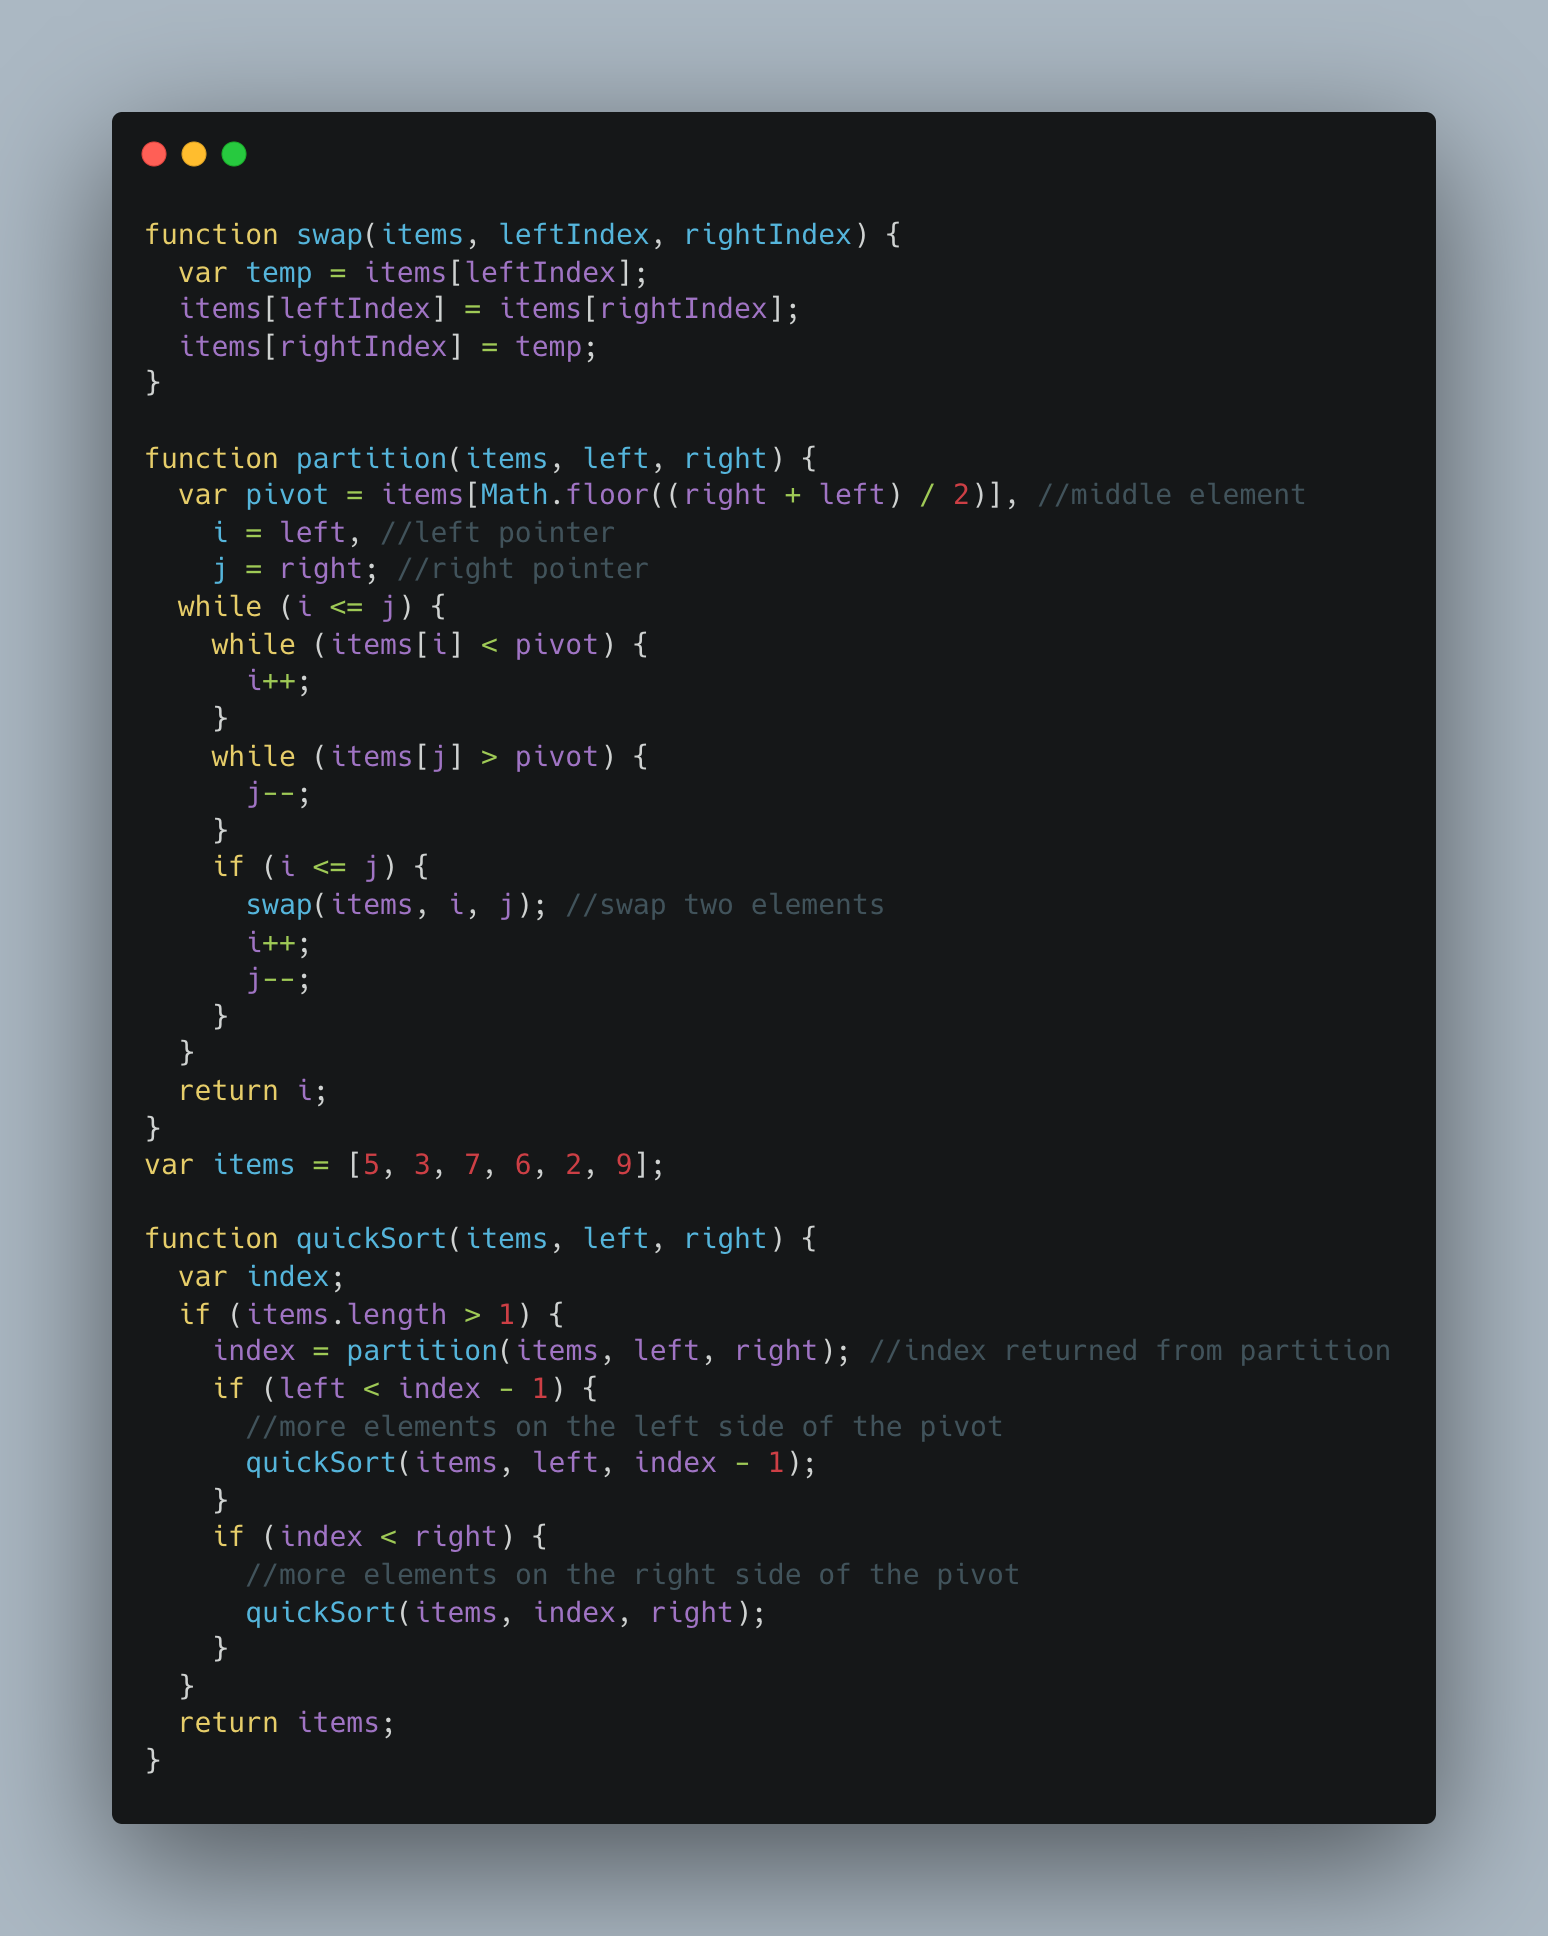 function swap(items, leftIndex, rightIndex) {
  var temp = items[leftIndex];
  items[leftIndex] = items[rightIndex];
  items[rightIndex] = temp;
}

function partition(items, left, right) {
  var pivot = items[Math.floor((right + left) / 2)], //middle element
    i = left, //left pointer
    j = right; //right pointer
  while (i <= j) {
    while (items[i] < pivot) {
      i++;
    }
    while (items[j] > pivot) {
      j--;
    }
    if (i <= j) {
      swap(items, i, j); //swap two elements
      i++;
      j--;
    }
  }
  return i;
}
var items = [5, 3, 7, 6, 2, 9];

function quickSort(items, left, right) {
  var index;
  if (items.length > 1) {
    index = partition(items, left, right); //index returned from partition
    if (left < index - 1) {
      //more elements on the left side of the pivot
      quickSort(items, left, index - 1);
    }
    if (index < right) {
      //more elements on the right side of the pivot
      quickSort(items, index, right);
    }
  }
  return items;
}